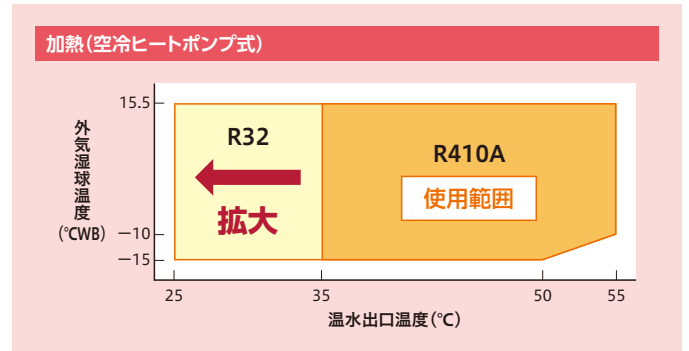 加熱(空冷ヒートポンプ式)
15.5
外気湿球温度
(℃WB)
-10
-15
R32
拡大
R410A
使用範囲
25
35
50
55
温水出口温度(℃)